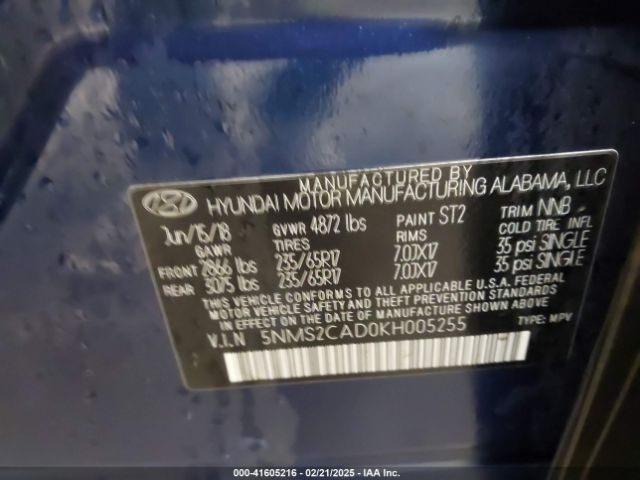 MANUFACTURED BY
HYUNDAI MOTOR MANUFACTURING ALABAMA, LLC
Jun/15/18 GVWR 4872 lbs PAINT ST2 TRIM NNB
GAWR TIRES RIMS COLD TIRE INFL
FRONT 2866 lbs 235/65R17 7.0JX17 35 psi SINGLE
REAR 3075 lbs 235/65R17 7.0JX17 35 psi SINGLE
THIS VEHICLE CONFORMS TO ALL APPLICABLE U.S.A. FEDERAL
MOTOR VEHICLE SAFETY AND THEFT PREVENTION STANDARDS
IN EFFECT ON THE DATE OF MANUFACTURE SHOWN ABOVE.
V.I.N 5NMS2CAD0KH005255 TYPE: MPV
000-41605216 - 02/21/2025 - IAA Inc.